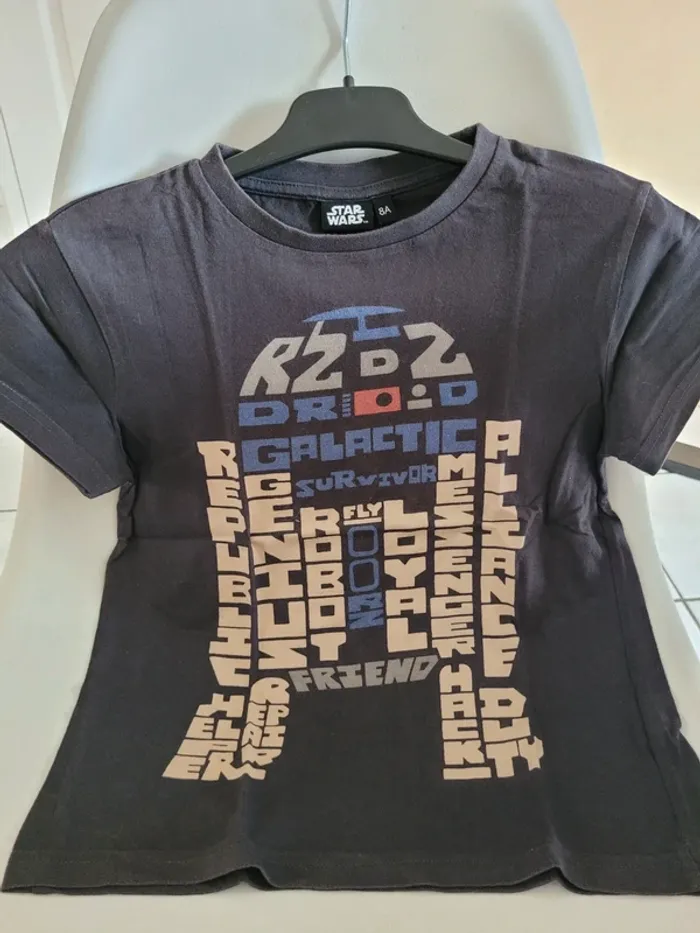 STAR
WARS
8A
R2 D2
DROID
GALACTIC
SURVIVOR
REPUBLIC
HELPER
GENIUS
REPIAR
ROBOT
FLY
LOYAL
MESSENGER
HACK
ALLIANCE
DUTY
FRIEND